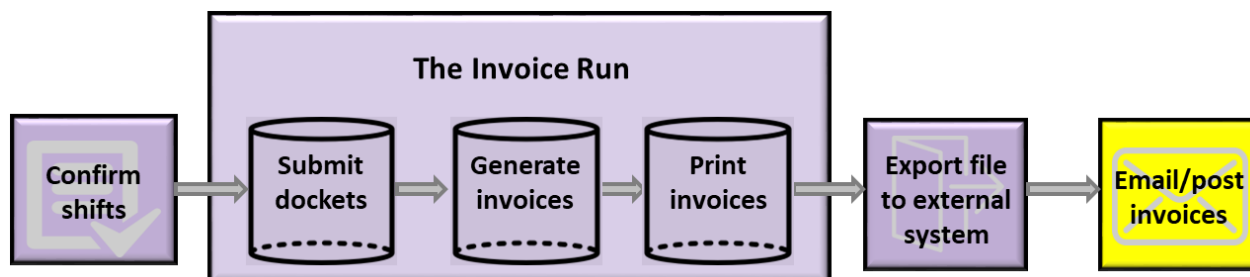 The Invoice Run
Confirm
shifts
Submit
dockets
Generate
invoices
Print
invoices
Export file
to external
system
Email/post
invoices